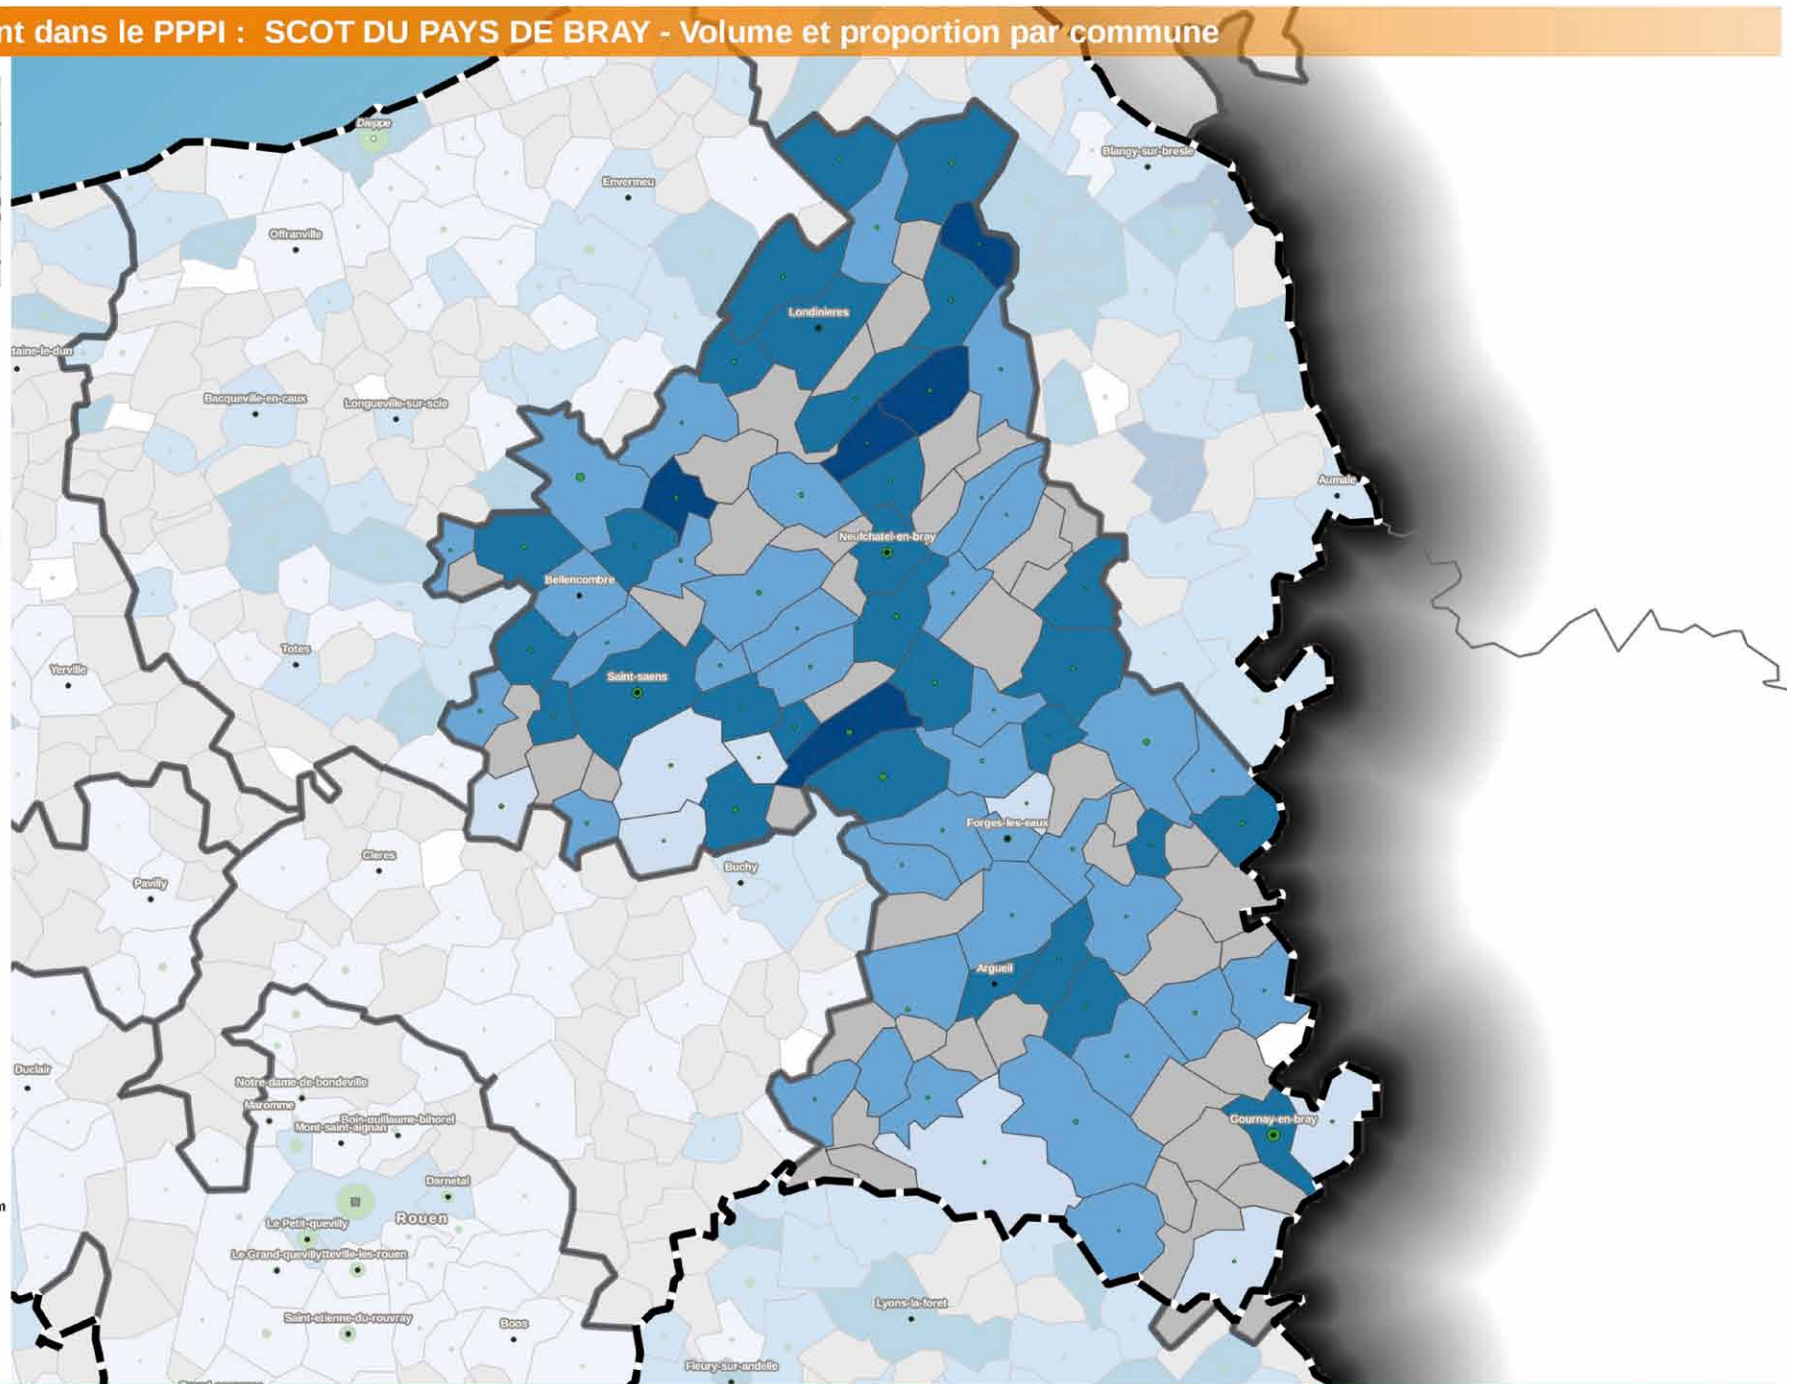 nt dans le PPPI : SCOT DU PAYS DE BRAY - Volume et proportion par commune
Dieppe
Blangy-sur-bresle
Envermeu
Offranville
Londinieres
taine-le-dun
Bacqueville-en-caux
Longueville-sur-scie
Aumale
Neufchatel-en-bray
Bellencombre
Totes
Yerville
Saint-saens
Forges-les-eaux
Cleres
Buchy
Pavilly
Argueil
Duclair
Notre-dame-de-bondeville
Maromme
Bois-guillaume-bihorel
Mont-saint-aignan
Gournay-en-bray
Darnetal
Le Petit-quevilly
Rouen
Le Grand-quevilly
tteville-les-rouen
Lyons-la-foret
Saint-etienne-du-rouvray
Boos
Fleury-sur-andelle